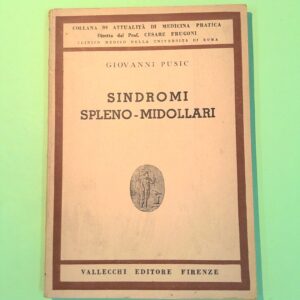 COLLANA DI ATTUALITÀ DI MEDICINA PRATICA
Diretta dal Prof. CESARE FRUGONI
CLINICO MEDICO DELLA UNIVERSITÀ DI ROMA
GIOVANNI PUSIC
SINDROMI
SPLENO-MIDOLLARI
VALLECCHI EDITORE FIRENZE